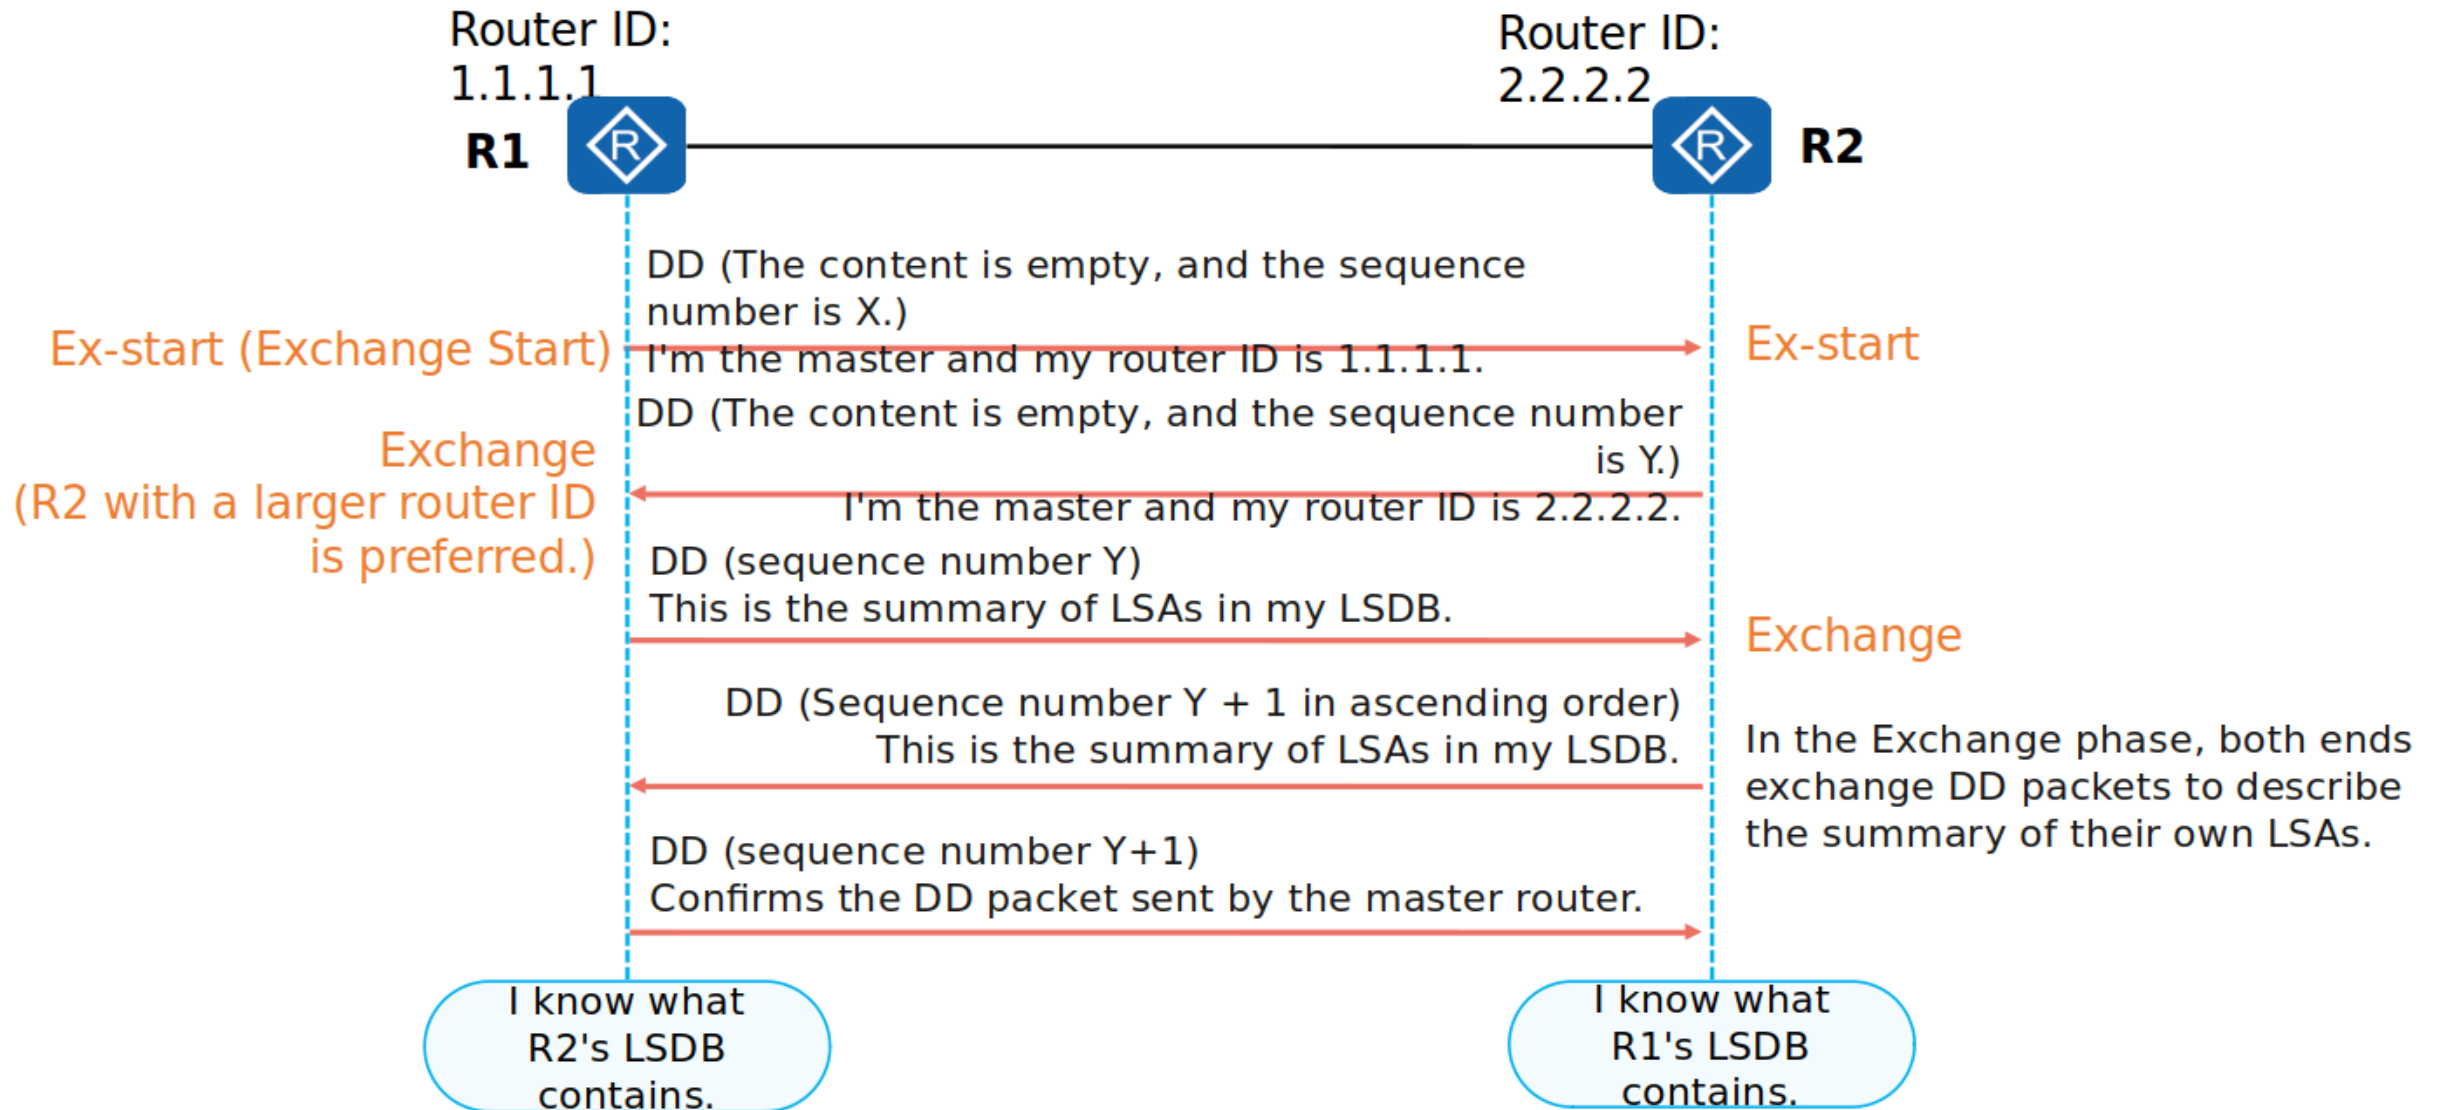 Router ID:
1.1.1.1
Router ID:
2.2.2.2
R1
R
R
R2
DD (The content is empty, and the sequence
number is X.)
I'm the master and my router ID is 1.1.1.1.
Ex-start (Exchange Start)
Ex-start
DD (The content is empty, and the sequence number
is Y.)
I'm the master and my router ID is 2.2.2.2.
Exchange
(R2 with a larger router ID
is preferred.)
DD (sequence number Y)
This is the summary of LSAs in my LSDB.
Exchange
DD (Sequence number Y + 1 in ascending order)
This is the summary of LSAs in my LSDB.
In the Exchange phase, both ends
exchange DD packets to describe
the summary of their own LSAs.
DD (sequence number Y+1)
Confirms the DD packet sent by the master router.
I know what
R2's LSDB
contains.
I know what
R1's LSDB
contains.